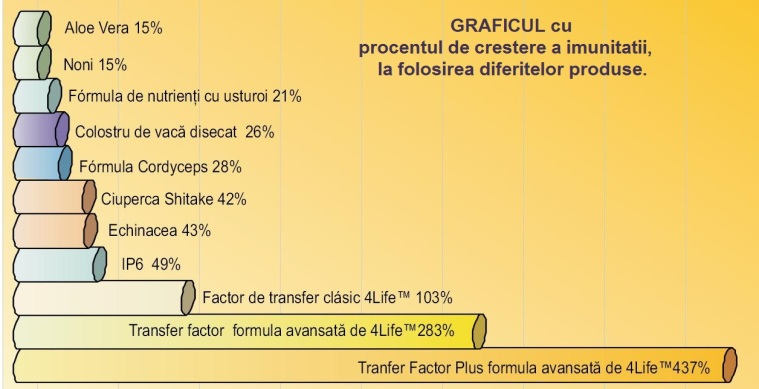 GRAFICUL cu
procentul de crestere a imunitatii,
la folosirea diferitelor produse.
Aloe Vera 15%
Noni 15%
Fórmula de nutrienți cu usturoi 21%
Colostru de vacă disecat 26%
Fórmula Cordyceps 28%
Ciuperca Shitake 42%
Echinacea 43%
IP6 49%
Factor de transfer clásic 4Life™ 103%
Transfer factor formula avansată de 4Life™283%
Tranfer Factor Plus formula avansată de 4Life™437%